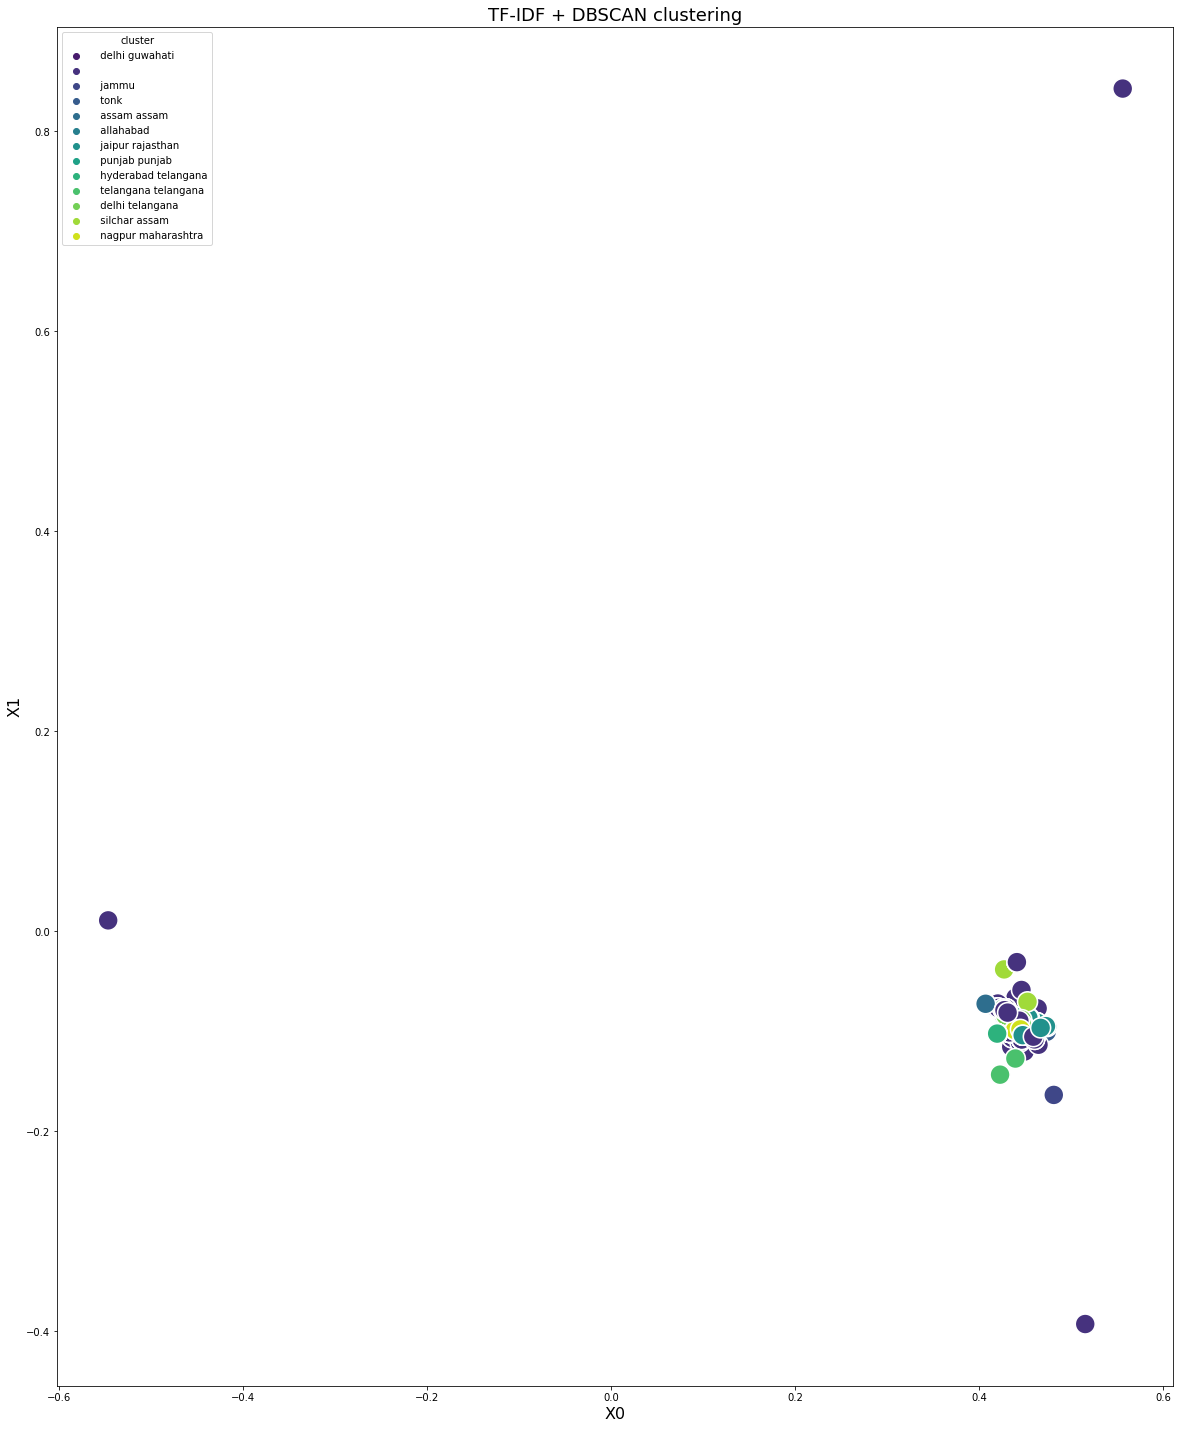 TF-IDF + DBSCAN clustering
cluster
delhi guwahati
jammu
tonk
assam assam
allahabad
jaipur rajasthan
punjab punjab
hyderabad telangana
telangana telangana
delhi telangana
silchar assam
nagpur maharashtra
0.8
0.6
0.4
0.2
0.0
−0.2
−0.4
X1
−0.6 −0.4 −0.2 0.0 0.2 0.4 0.6
X0